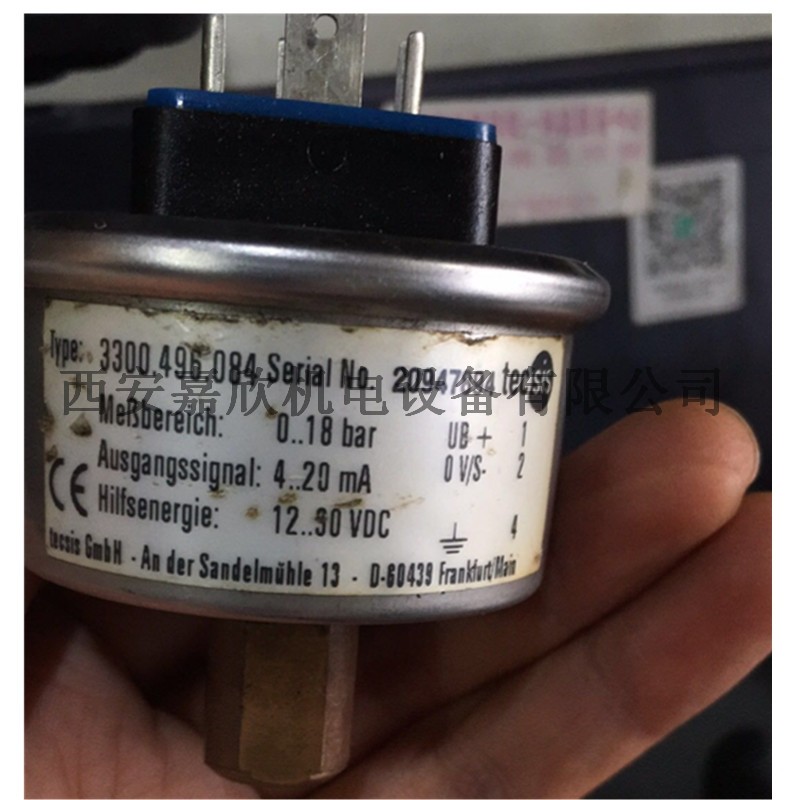 Type: 3300 496 084 Serial No. tecsis
西安嘉欣机电设备有限公司
Meßbereich: 0..18 bar UB + 1
Ausgangssignal: 4..20 mA 0 V/S- 2
CE Hilfsenergie: 12..30 VDC 4
tecsis GmbH - An der Sandelmühle 13 - D-60439 Frankfurt/Main